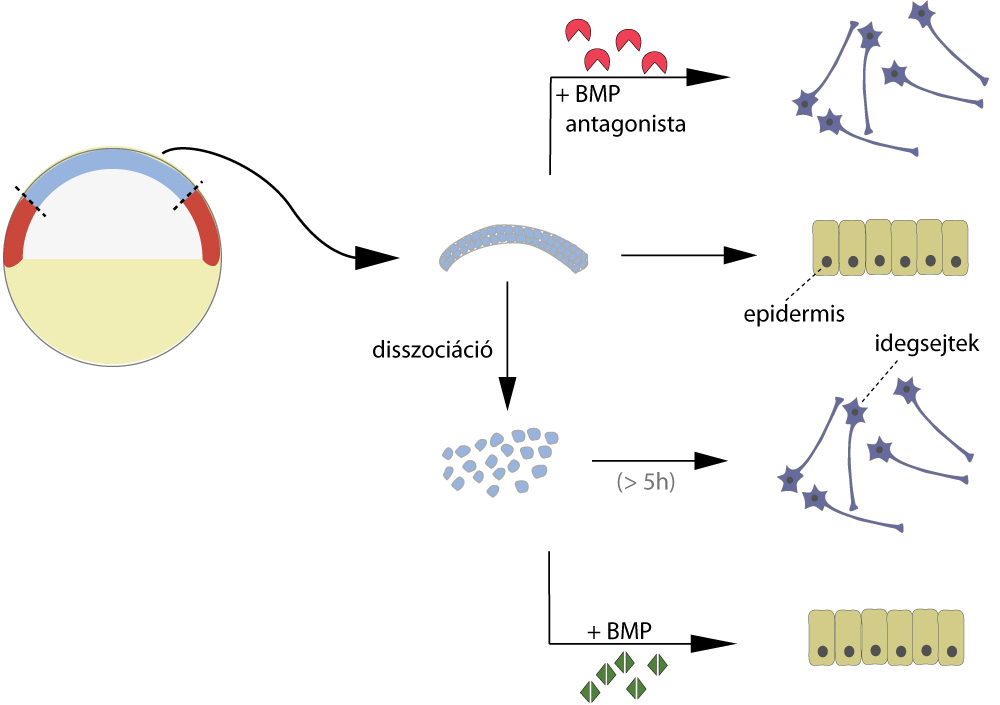 + BMP
antagonista
epidermis
idegsejtek
disszociáció
(> 5h)
+ BMP